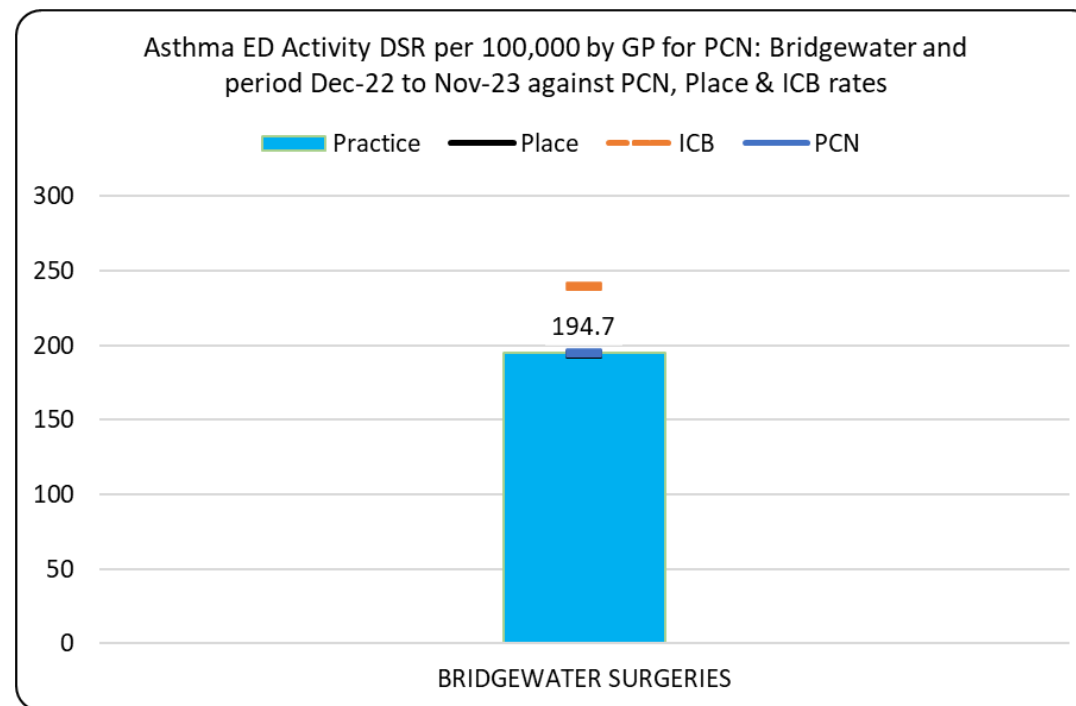 Asthma ED Activity DSR per 100,000 by GP for PCN: Bridgewater and
period Dec-22 to Nov-23 against PCN, Place & ICB rates
Practice Place ICB PCN
300
250
194.7
200
150
100
50
0
BRIDGEWATER SURGERIES